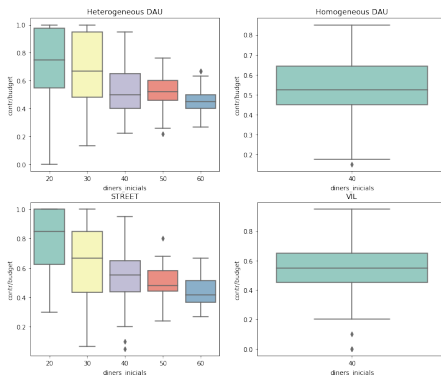 Heterogeneous DAU
contr/budget
1.0
0.8
0.6
0.4
0.2
0.0
20 30 40 50 60
diners_inicials
Homogeneous DAU
contr/budget
0.8
0.7
0.6
0.5
0.4
0.3
0.2
40
diners_inicials
STREET
contr/budget
1.0
0.8
0.6
0.4
0.2
20 30 40 50 60
diners_inicials
VIL
contr/budget
0.8
0.6
0.4
0.2
0.0
40
diners_inicials